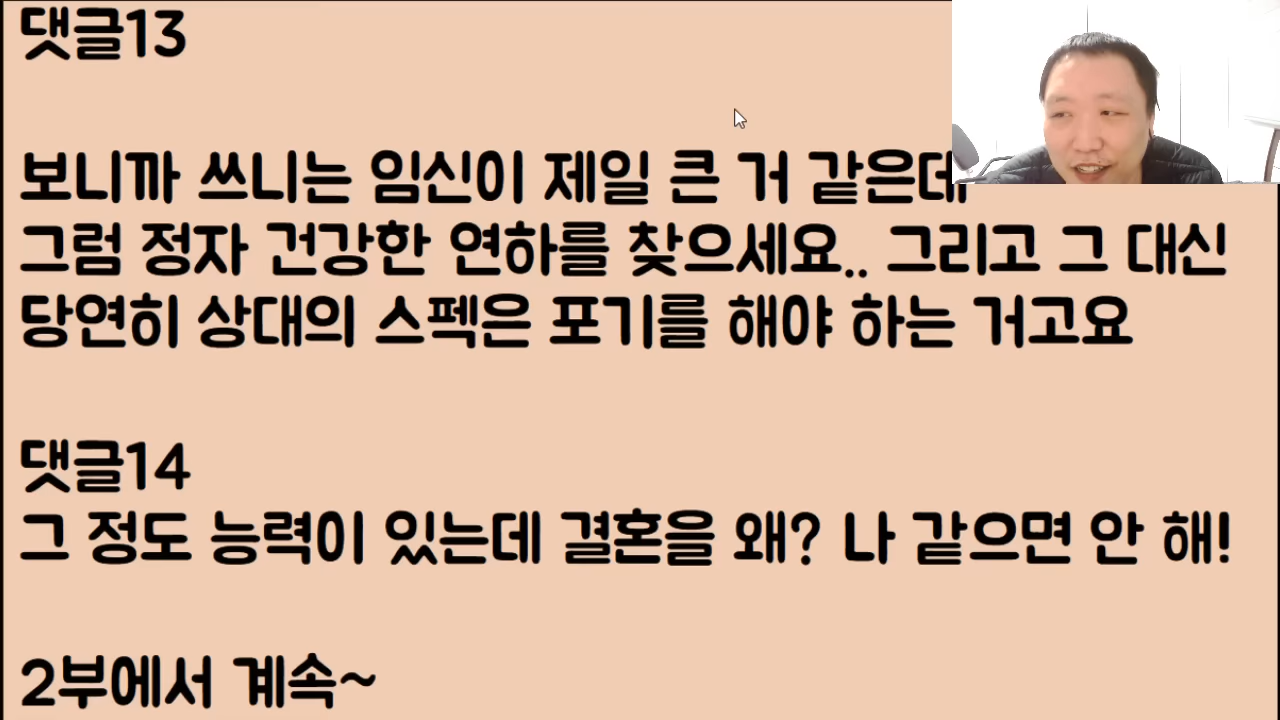 댓글13
보니까 쓰니는 임신이 제일 큰 거 같은데
그럼 정자 건강한 연하를 찾으세요.. 그리고 그 대신
당연히 상대의 스펙은 포기를 해야 하는 거고요
댓글14
그 정도 능력이 있는데 결혼을 왜? 나 같으면 안 해!
2부에서 계속~